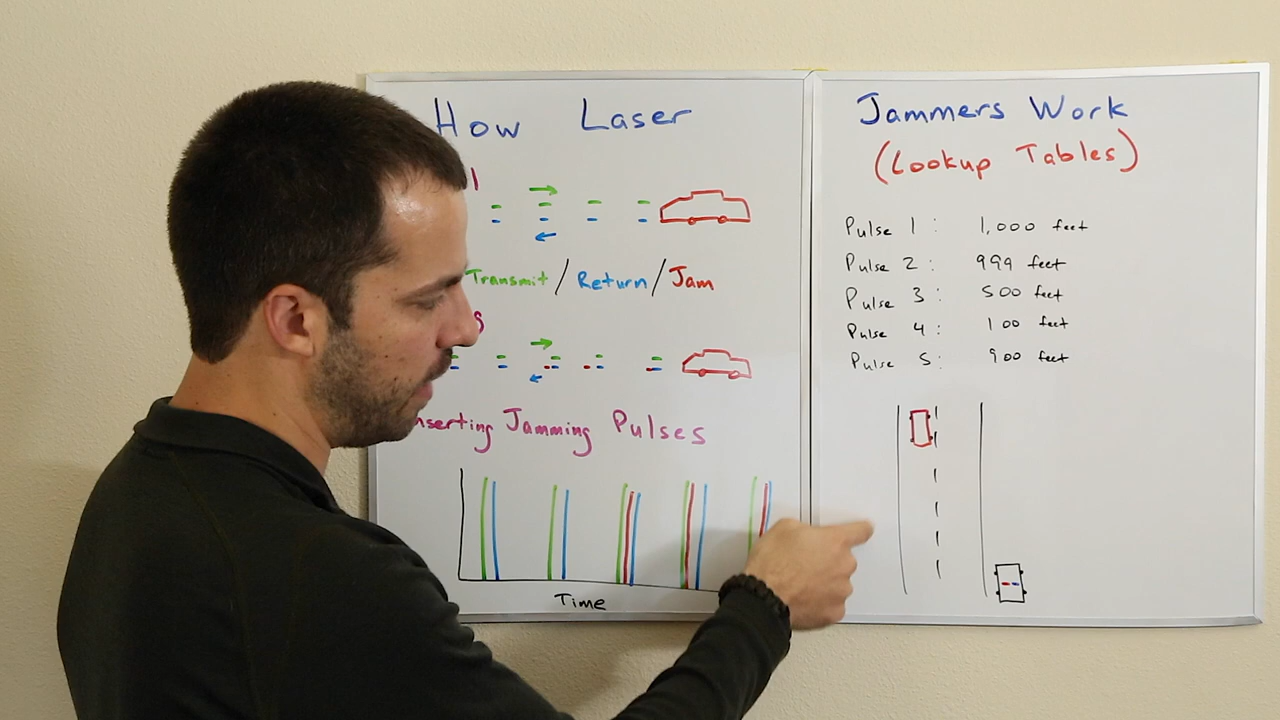 How Laser
Transmit / Return / Jam
Jamming Pulses
Time
Jammers Work
(Lookup Tables)
Pulse 1 : 1,000 feet
Pulse 2 : 999 feet
Pulse 3 : 500 feet
Pulse 4 : 100 feet
Pulse 5 : 900 feet